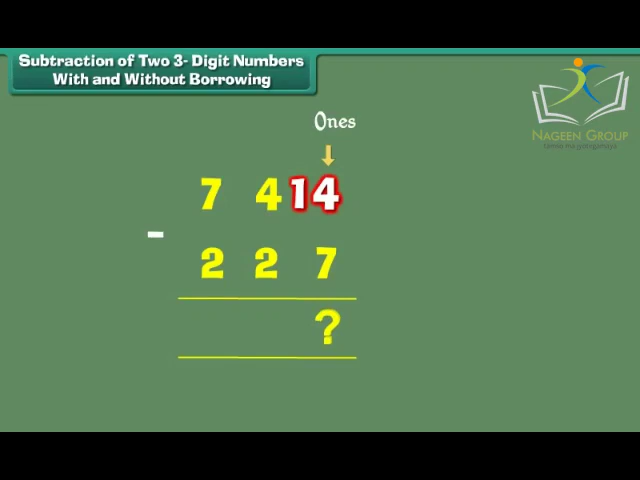 Subtraction of Two 3- Digit Numbers
With and Without Borrowing
NAGEEN GROUP
Ones
7 4 14
- 2 2 7
?